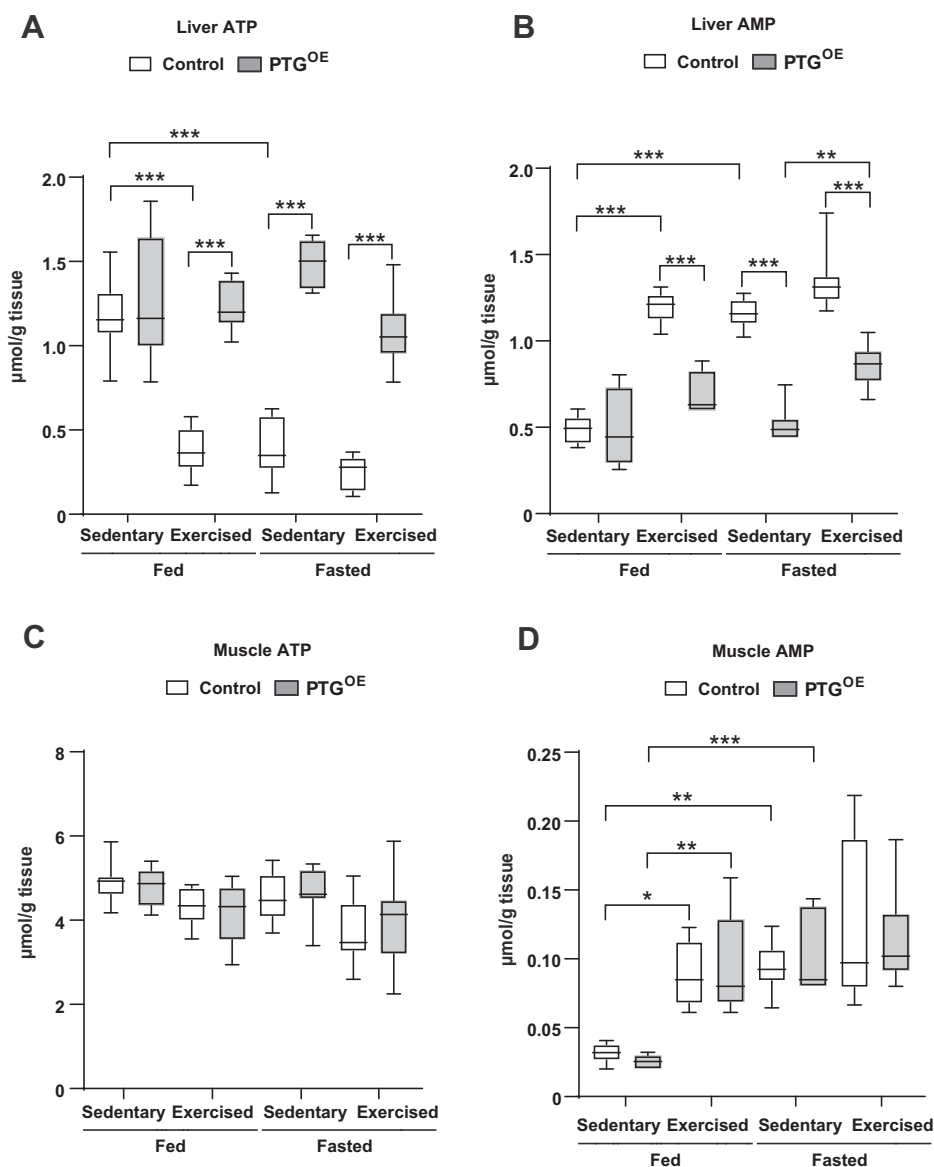 A
Liver ATP
Control PTG^OE
***
***
***
***
***
2.0
1.5
1.0
0.5
0
µmol/g tissue
Sedentary Exercised Sedentary Exercised
Fed Fasted
B
Liver AMP
Control PTG^OE
***
**
***
***
***
***
2.0
1.5
1.0
0.5
0
µmol/g tissue
Sedentary Exercised Sedentary Exercised
Fed Fasted
C
Muscle ATP
Control PTG^OE
8
6
4
2
0
µmol/g tissue
Sedentary Exercised Sedentary Exercised
Fed Fasted
D
Muscle AMP
Control PTG^OE
***
**
**
*
0.25
0.20
0.15
0.10
0.05
0
µmol/g tissue
Sedentary Exercised Sedentary Exercised
Fed Fasted